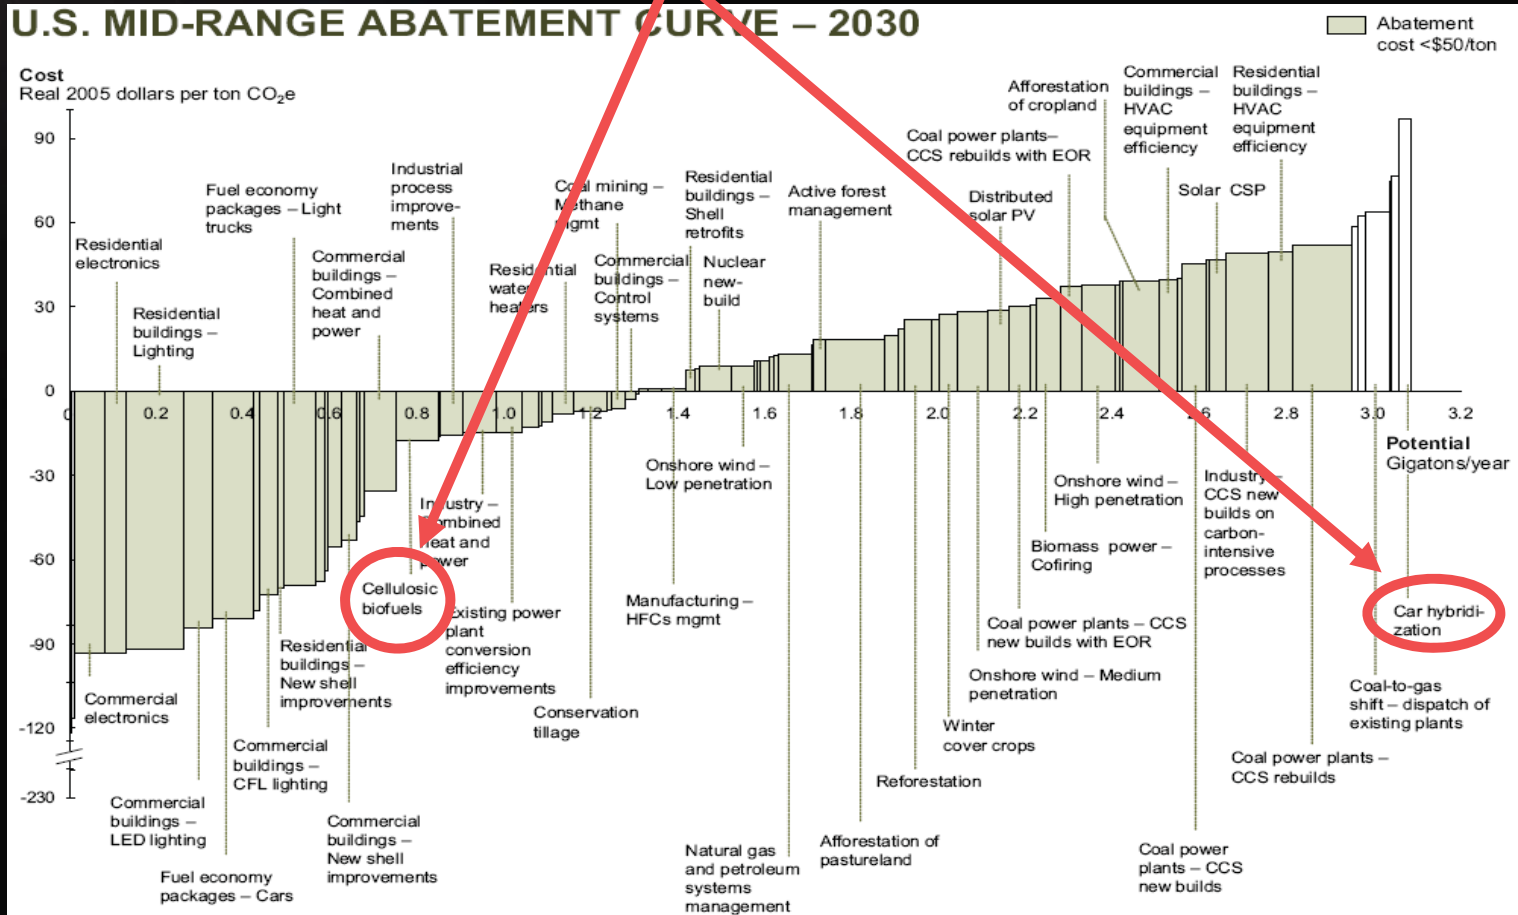 U.S. MID-RANGE ABATEMENT CURVE – 2030
Abatement
cost <$50/ton
Cost
Real 2005 dollars per ton CO2e
90
60
30
0
-30
-60
-90
-120
-230
0
0.2
0.4
0.6
0.8
1.0
1.2
1.4
1.6
1.8
2.0
2.2
2.4
2.6
2.8
3.0
3.2
Potential
Gigatons/year
Residential
electronics
Residential
buildings –
Lighting
Fuel economy
packages – Light
trucks
Commercial
buildings –
Combined
heat and
power
Industrial
process
improve-
ments
Residential
water
heaters
Coal mining –
Methane
mgmt
Commercial
buildings –
Control
systems
Residential
buildings –
Shell
retrofits
Nuclear
new-
build
Active forest
management
Coal power plants–
CCS rebuilds with EOR
Distributed
solar PV
Afforestation
of cropland
Commercial
buildings –
HVAC
equipment
efficiency
Solar CSP
Residential
buildings –
HVAC
equipment
efficiency
Commercial
electronics
Commercial
buildings –
LED lighting
Fuel economy
packages – Cars
Commercial
buildings –
CFL lighting
Residential
buildings –
New shell
improvements
Commercial
buildings –
New shell
improvements
Cellulosic
biofuels
Industry –
Combined
heat and
power
Existing power
plant
conversion
efficiency
improvements
Conservation
tillage
Onshore wind –
Low penetration
Manufacturing –
HFCs mgmt
Natural gas
and petroleum
systems
management
Afforestation of
pastureland
Reforestation
Winter
cover crops
Onshore wind – Medium
penetration
Coal power plants – CCS
new builds with EOR
Biomass power –
Cofiring
Onshore wind –
High penetration
Industry –
CCS new
builds on
carbon-
intensive
processes
Coal power
plants – CCS
new builds
Coal power plants –
CCS rebuilds
Coal-to-gas
shift – dispatch of
existing plants
Car hybridi-
zation